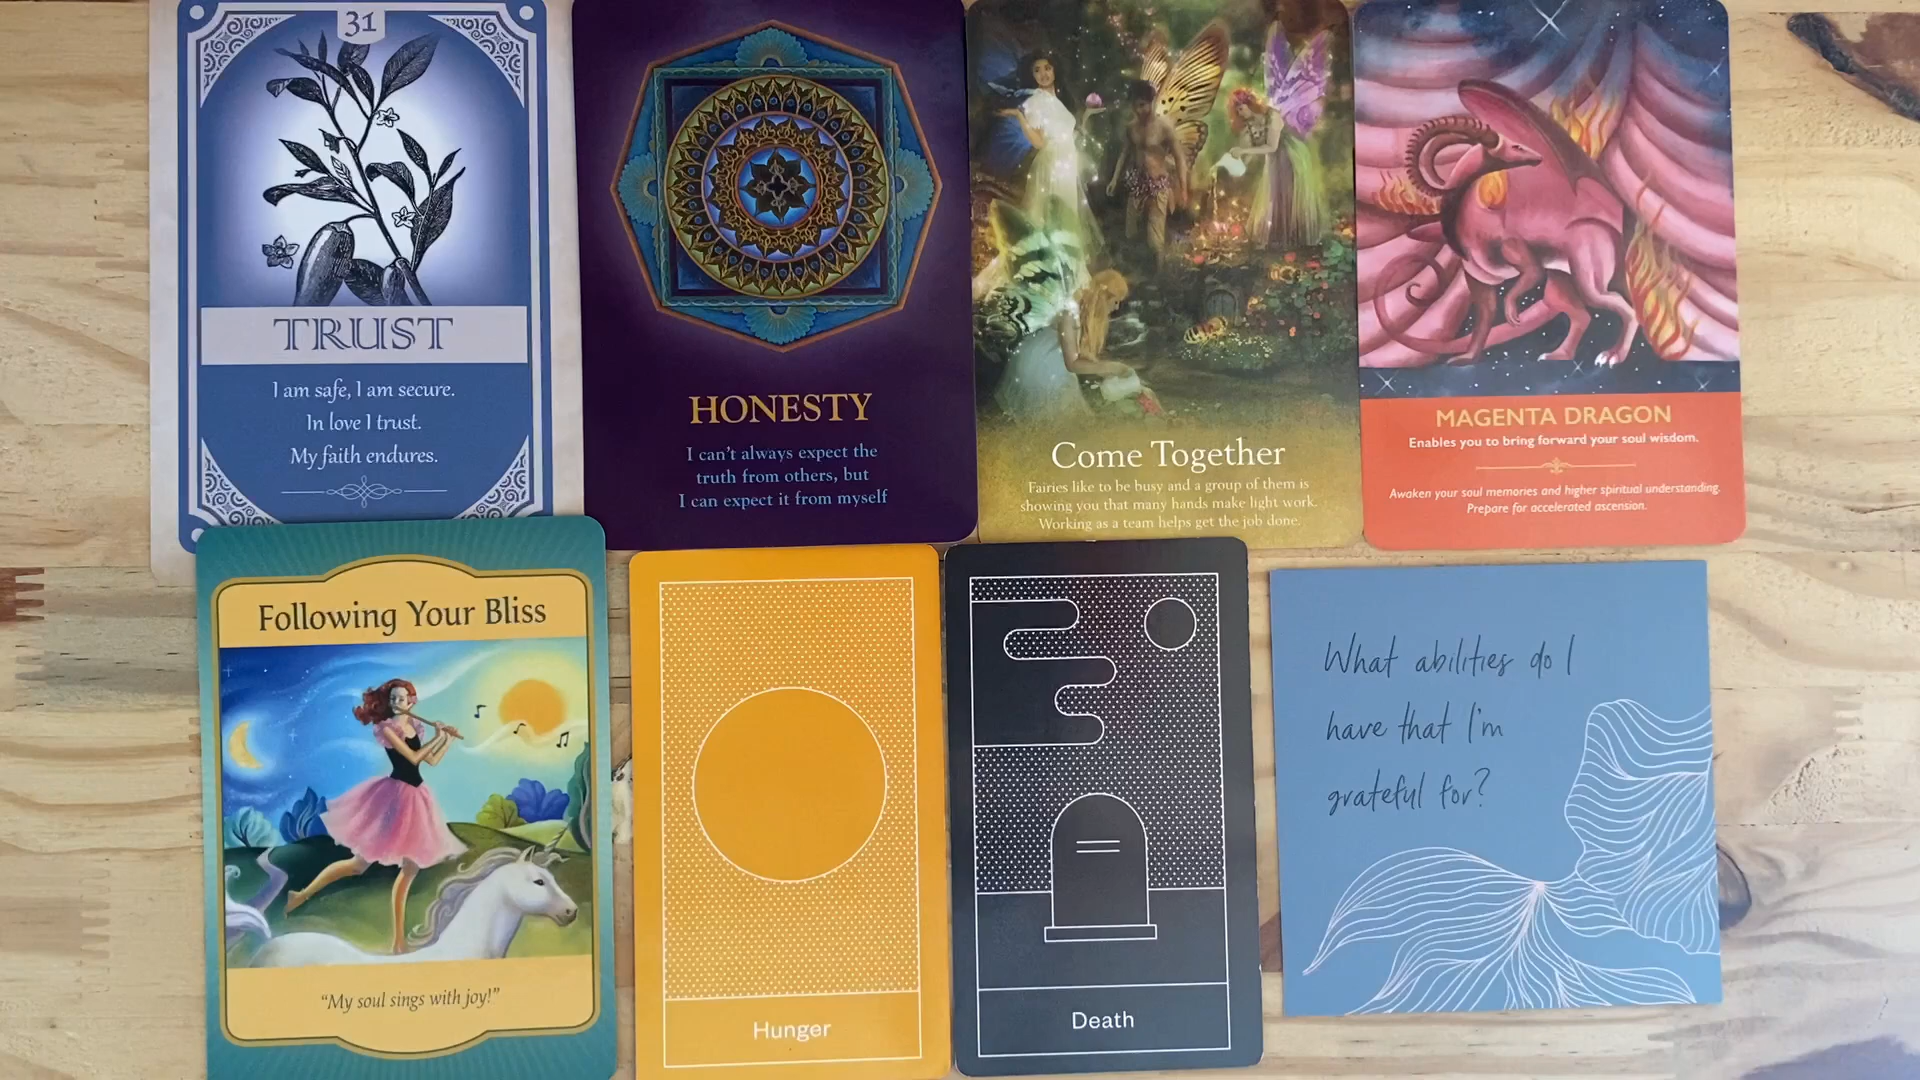 31
TRUST
I am safe, I am secure.
In love I trust.
My faith endures.
HONESTY
I can't always expect the
truth from others, but
I can expect it from myself
Come Together
Fairies like to be busy and a group of them is
showing you that many hands make light work.
Working as a team helps get the job done.
MAGENTA DRAGON
Enables you to bring forward your soul wisdom.
Awaken your soul memories and higher spiritual understanding.
Prepare for accelerated ascension.
Following Your Bliss
"My soul sings with joy!"
Hunger
Death
What abilities do I
have that I'm
grateful for?